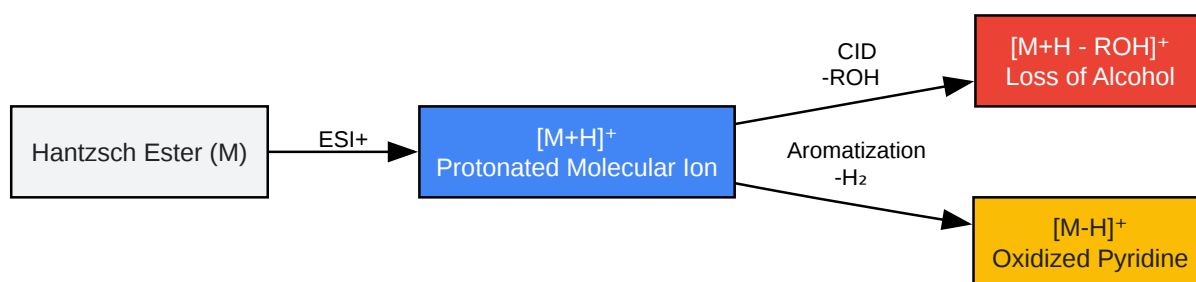 Hantzsch Ester (M)
ESI+
[M+H]⁺
Protonated Molecular Ion
CID
-ROH
[M+H - ROH]⁺
Loss of Alcohol
Aromatization
-H₂
[M-H]⁺
Oxidized Pyridine